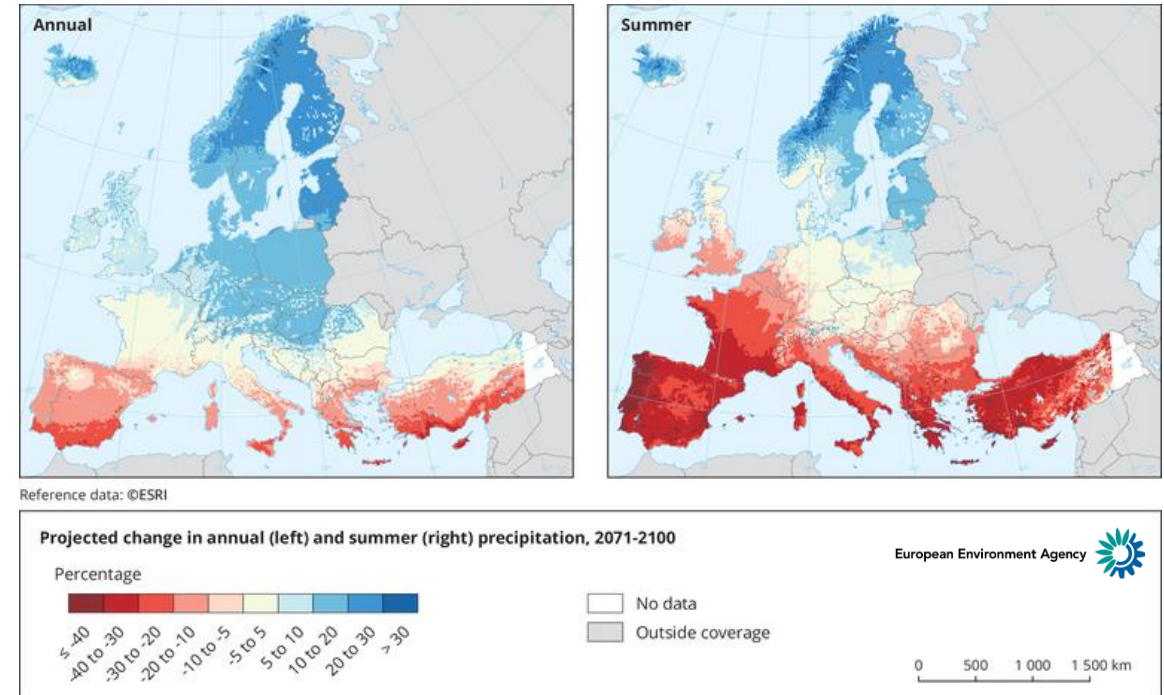 Annual
Summer
Reference data: ©ESRI
Projected change in annual (left) and summer (right) precipitation, 2071-2100
European Environment Agency
Percentage
≤ -40
-40 to -30
-30 to -20
-20 to -10
-10 to -5
-5 to 5
5 to 10
10 to 20
20 to 30
> 30
No data
Outside coverage
0 500 1 000 1 500 km